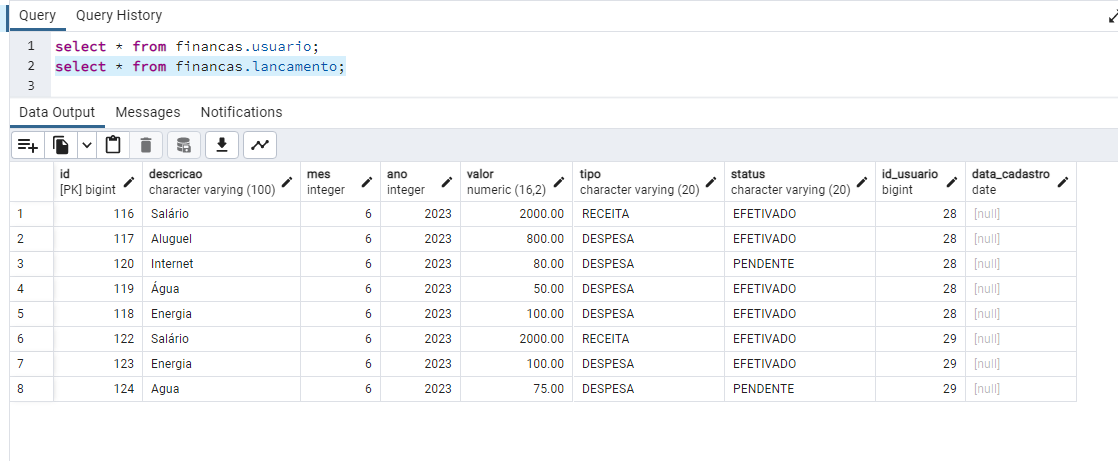 Query Query History
1 select * from financas.usuario;
2 select * from financas.lancamento;
3
Data Output Messages Notifications
id descricao mes ano valor tipo status id_usuario data_cadastro
[PK] bigint character varying (100) integer integer numeric (16,2) character varying (20) character varying (20) bigint date
1 116 Salário 6 2023 2000.00 RECEITA EFETIVADO 28 [null]
2 117 Aluguel 6 2023 800.00 DESPESA EFETIVADO 28 [null]
3 120 Internet 6 2023 80.00 DESPESA PENDENTE 28 [null]
4 119 Água 6 2023 50.00 DESPESA EFETIVADO 28 [null]
5 118 Energia 6 2023 100.00 DESPESA EFETIVADO 28 [null]
6 122 Salário 6 2023 2000.00 RECEITA EFETIVADO 29 [null]
7 123 Energia 6 2023 100.00 DESPESA EFETIVADO 29 [null]
8 124 Agua 6 2023 75.00 DESPESA PENDENTE 29 [null]